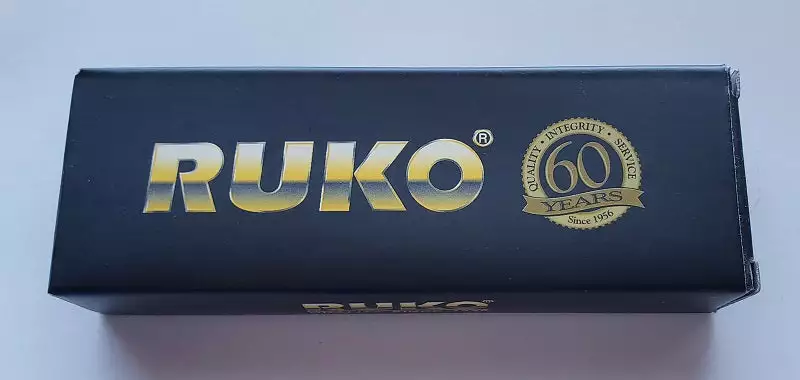 RUKO®
QUALITY • INTEGRITY • SERVICE
60
YEARS
Since 1956
RUKO